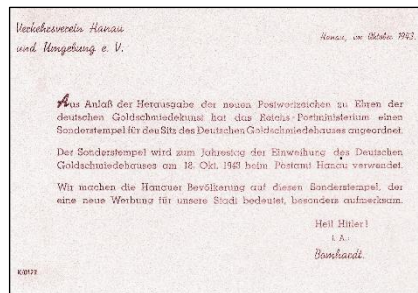 Verkehrsverein Hanau
und Umgebung e. V.
Hanau, im Oktober 1943.
Aus Anlaß der Herausgabe der neuen Postwertzeichen zu Ehren der
deutschen Goldschmiedekunst hat das Reichs-Postministerium einen
Sonderstempel für den Sitz des Deutschen Goldschmiedehauses angeordnet.
Der Sonderstempel wird zum Jahrestag der Einweihung des Deutschen
Goldschmiedehauses am 18. Okt. 1943 beim Postamt Hanau verwendet.
Wir machen die Hanauer Bevölkerung auf diesen Sonderstempel, der
eine neue Werbung für unsere Stadt bedeutet, besonders aufmerksam.
Heil Hitler!
I. A.
Bomhardt.
K/0172